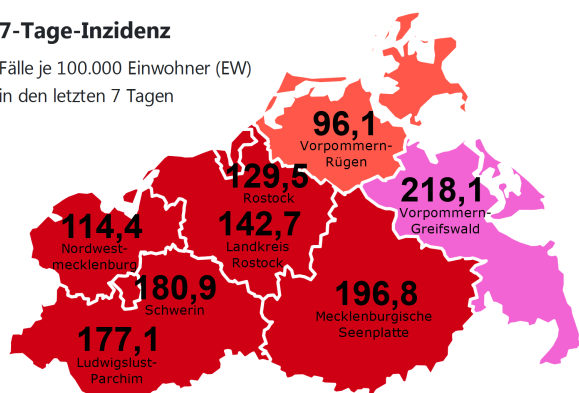 7-Tage-Inzidenz
Fälle je 100.000 Einwohner (EW)
in den letzten 7 Tagen
96,1
Vorpommern-
Rügen
129,5
Rostock
218,1
Vorpommern-
Greifswald
142,7
Landkreis
Rostock
114,4
Nordwest-
mecklenburg
180,9
Schwerin
196,8
Mecklenburgische
Seenplatte
177,1
Ludwigslust-
Parchim